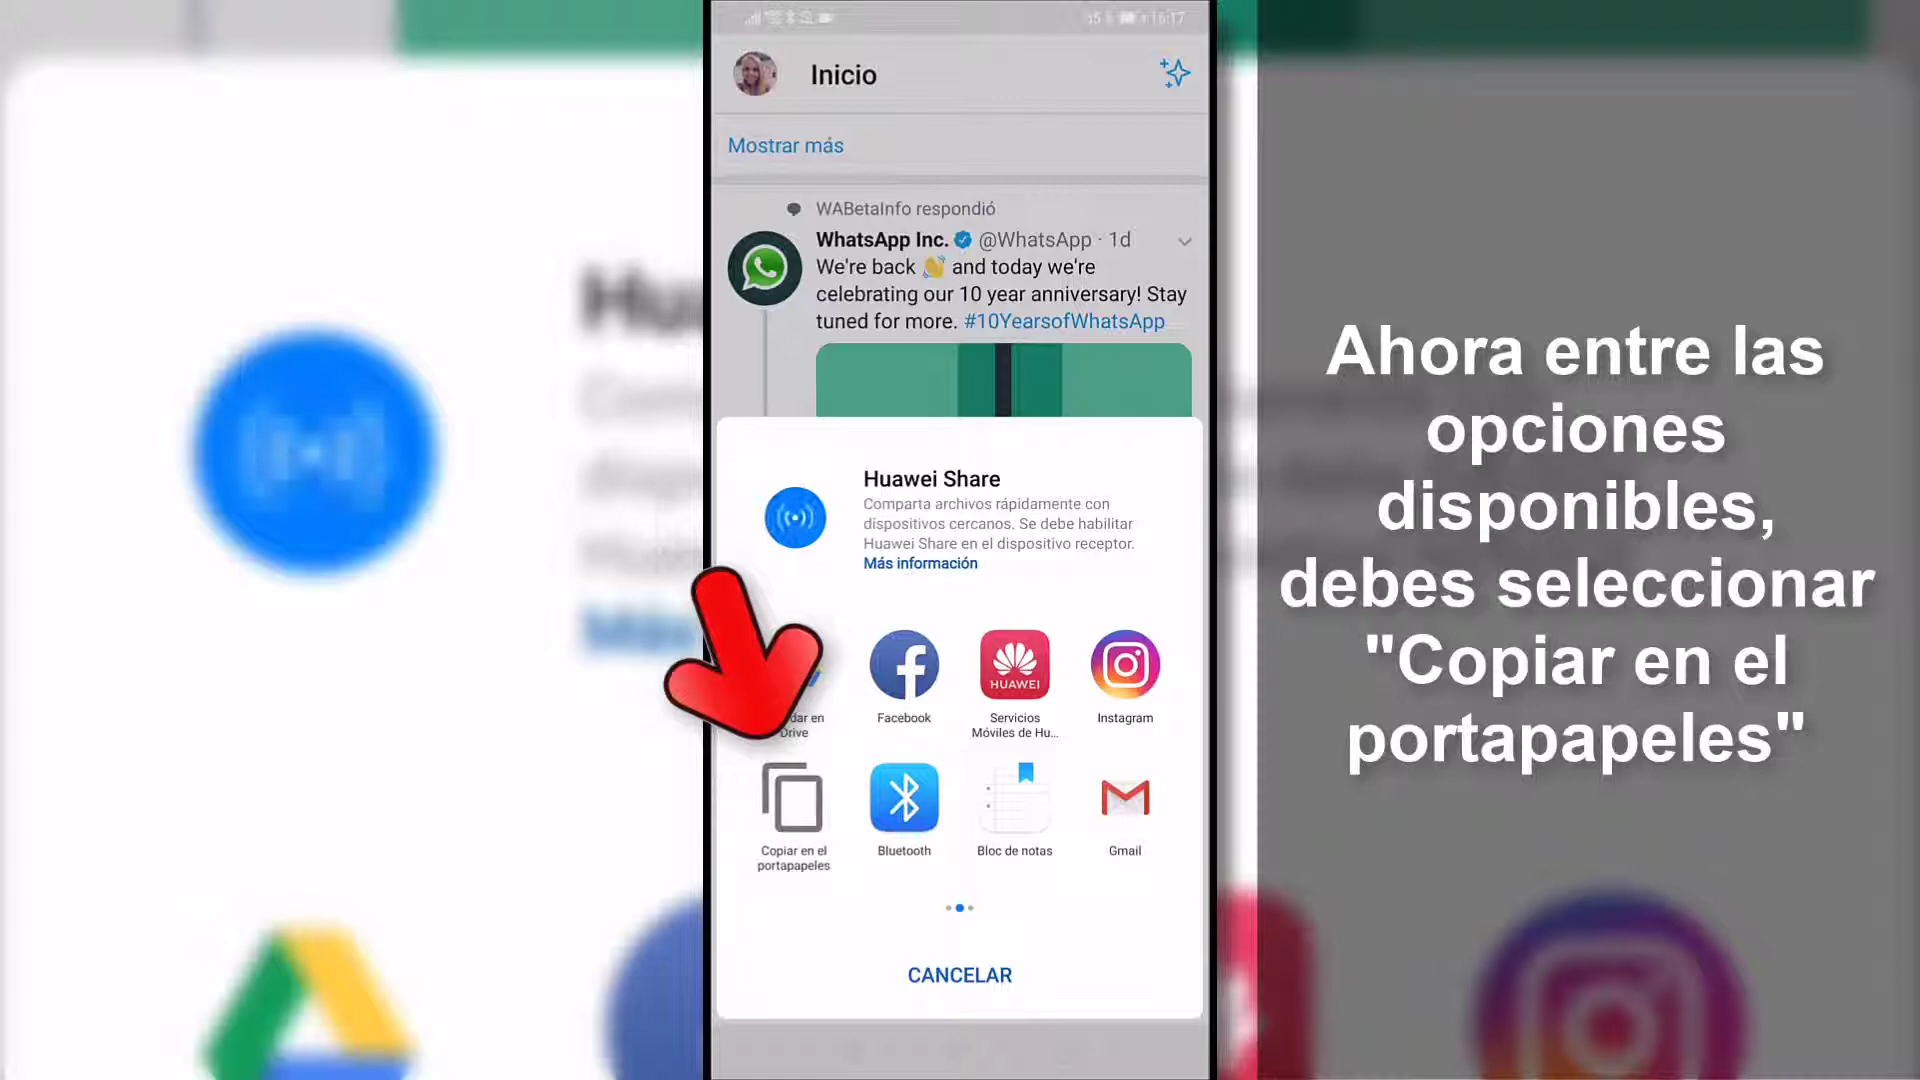 16:17
Inicio
Mostrar más
WABetaInfo respondió
WhatsApp Inc. @WhatsApp · 1d
We're back 👋 and today we're
celebrating our 10 year anniversary! Stay
tuned for more. #10YearsofWhatsApp
Huawei Share
Comparta archivos rápidamente con
dispositivos cercanos. Se debe habilitar
Huawei Share en el dispositivo receptor.
Más información
Drive
Facebook
HUAWEI
Servicios
Móviles de Hu...
Instagram
Copiar en el
portapapeles
Bluetooth
Bloc de notas
Gmail
CANCELAR
Ahora entre las
opciones
disponibles,
debes seleccionar
"Copiar en el
portapapeles"